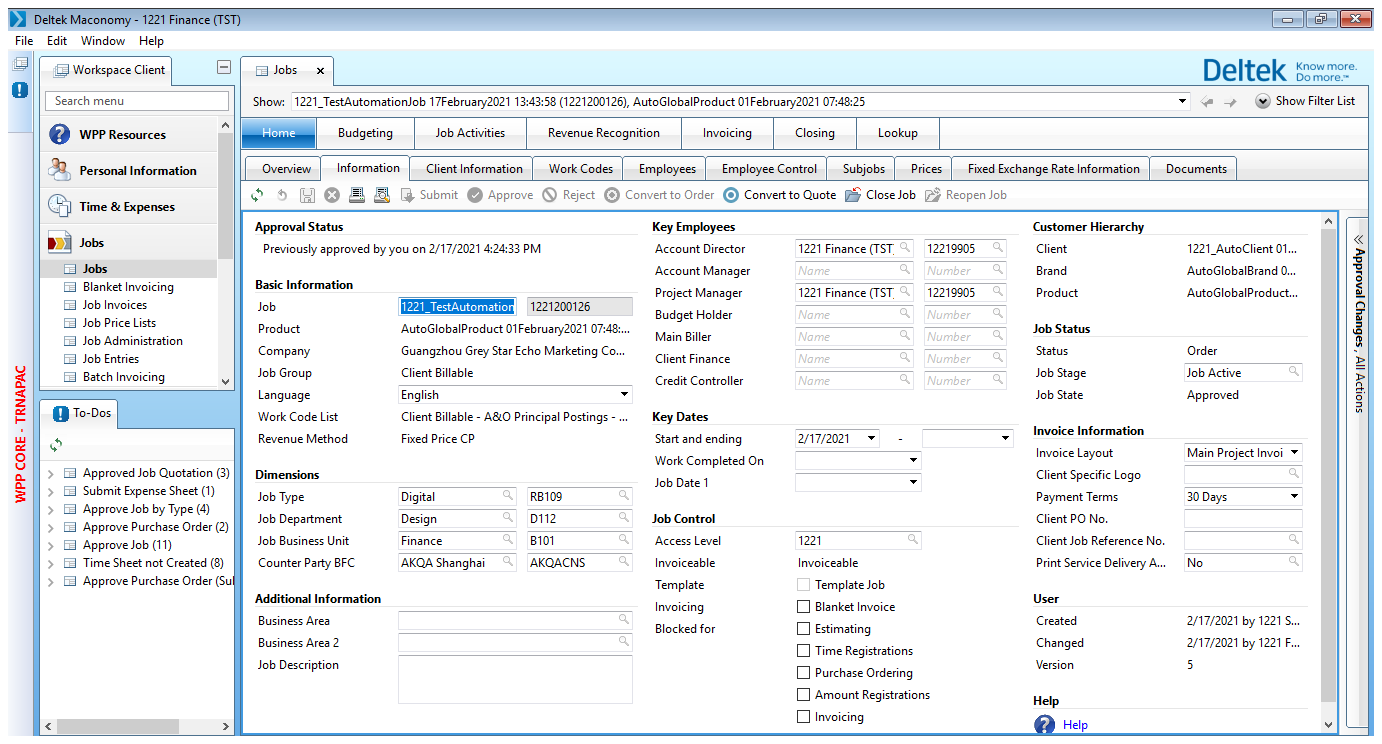 Deltek Maconomy - 1221 Finance (TST)
File Edit Window Help
Workspace Client
Search menu
WPP Resources
Personal Information
Time & Expenses
Jobs
Jobs
Blanket Invoicing
Job Invoices
Job Price Lists
Job Administration
Job Entries
Batch Invoicing
WPP CORE - TRNAPAC
To-Dos
Approved Job Quotation (3)
Submit Expense Sheet (1)
Approve Job by Type (4)
Approve Purchase Order (2)
Approve Job (11)
Time Sheet not Created (8)
Approve Purchase Order (Sul
Jobs
Deltek Know more. Do more.™
Show: 1221_TestAutomationJob 17February2021 13:43:58 (1221200126), AutoGlobalProduct 01February2021 07:48:25 Show Filter List
Home Budgeting Job Activities Revenue Recognition Invoicing Closing Lookup
Overview Information Client Information Work Codes Employees Employee Control Subjobs Prices Fixed Exchange Rate Information Documents
Submit Approve Reject Convert to Order Convert to Quote Close Job Reopen Job
Approval Status
Previously approved by you on 2/17/2021 4:24:33 PM
Basic Information
Job 1221_TestAutomation 1221200126
Product AutoGlobalProduct 01February2021 07:48:...
Company Guangzhou Grey Star Echo Marketing Co...
Job Group Client Billable
Language English
Work Code List Client Billable - A&O Principal Postings - ...
Revenue Method Fixed Price CP
Dimensions
Job Type Digital RB109
Job Department Design D112
Job Business Unit Finance B101
Counter Party BFC AKQA Shanghai AKQACNS
Additional Information
Business Area
Business Area 2
Job Description
Key Employees
Account Director 1221 Finance (TST) 12219905
Account Manager Name Number
Project Manager 1221 Finance (TST) 12219905
Budget Holder Name Number
Main Biller Name Number
Client Finance Name Number
Credit Controller Name Number
Key Dates
Start and ending 2/17/2021 -
Work Completed On
Job Date 1
Job Control
Access Level 1221
Invoiceable Invoiceable
Template Template Job
Invoicing Blanket Invoice
Blocked for Estimating
Time Registrations
Purchase Ordering
Amount Registrations
Invoicing
Customer Hierarchy
Client 1221_AutoClient 01...
Brand AutoGlobalBrand 0...
Product AutoGlobalProduct...
Job Status
Status Order
Job Stage Job Active
Job State Approved
Invoice Information
Invoice Layout Main Project Invoi
Client Specific Logo
Payment Terms 30 Days
Client PO No.
Client Job Reference No.
Print Service Delivery A... No
User
Created 2/17/2021 by 1221 S...
Changed 2/17/2021 by 1221 F...
Version 5
Help
Help
Approval Changes , All Actions